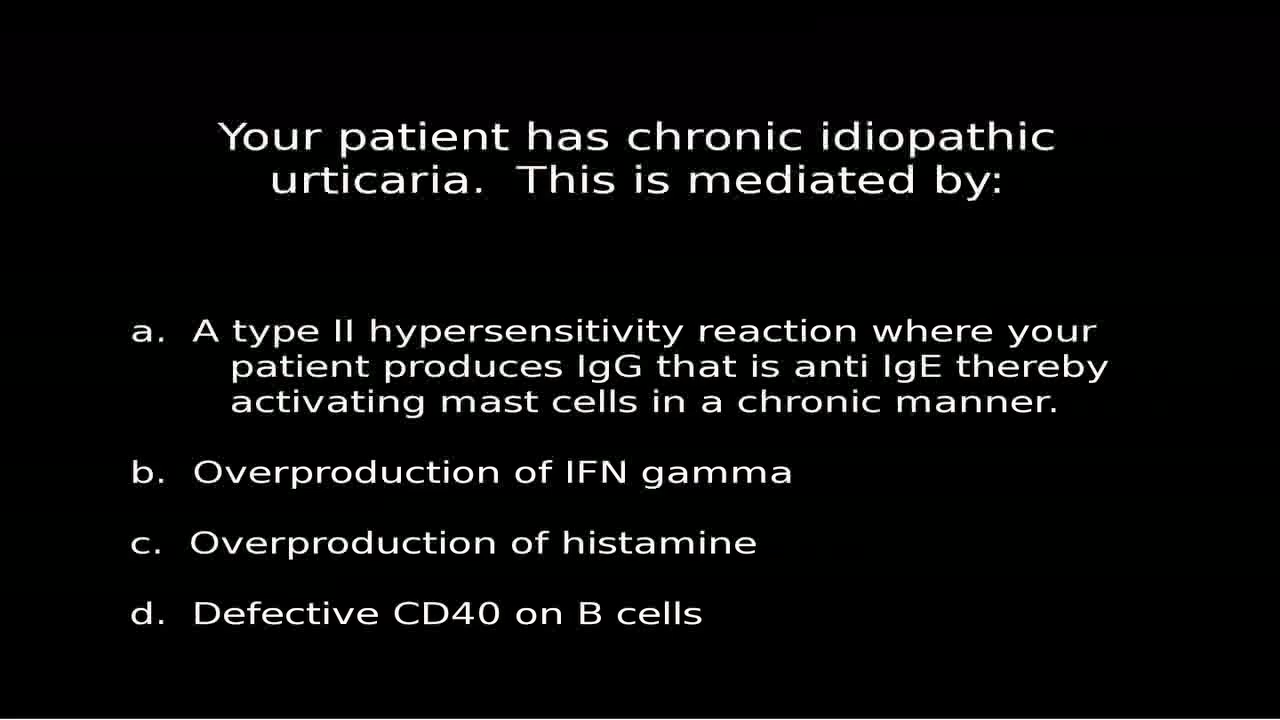 Your patient has chronic idiopathic
urticaria.  This is mediated by:
a.  A type II hypersensitivity reaction where your
patient produces IgG that is anti IgE thereby
activating mast cells in a chronic manner.
b.  Overproduction of IFN gamma
c.  Overproduction of histamine
d.  Defective CD40 on B cells